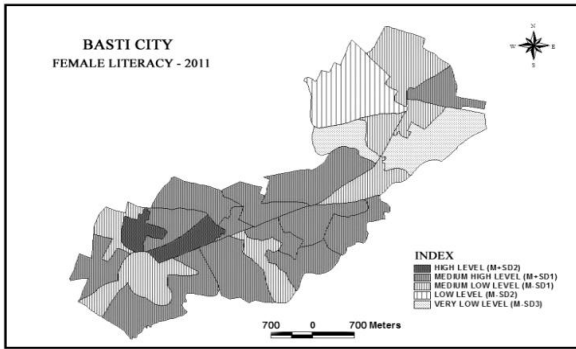 BASTI CITY
FEMALE LITERACY - 2011
N
W E
S
INDEX
HIGH LEVEL (M+SD2)
MEDIUM HIGH LEVEL (M+SD1)
MEDIUM LOW LEVEL (M-SD1)
LOW LEVEL (M-SD2)
VERY LOW LEVEL (M-SD3)
700 0 700 Meters